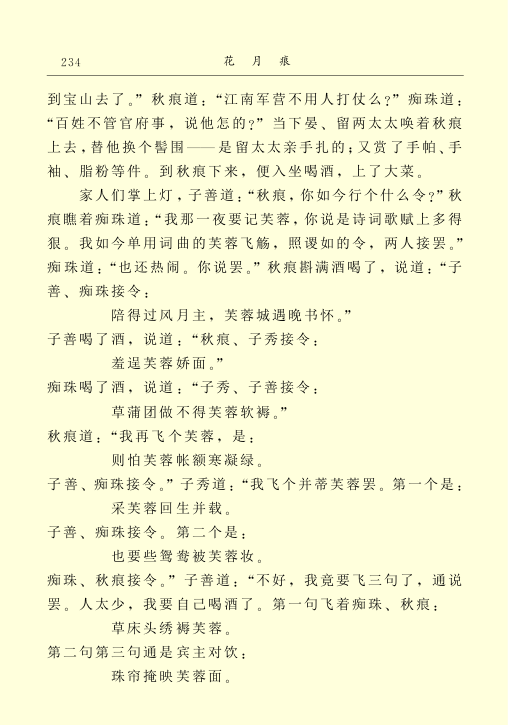 234 花月痕
到宝山去了。”秋痕道：“江南军营不用人打仗么？”痴珠道：
“百姓不管官府事，说他怎的？”当下晏、留两太太唤着秋痕
上去，替他换个髻围——是留太太亲手扎的；又赏了手帕、手
袖、脂粉等件。到秋痕下来，便入坐喝酒，上了大菜。
家人们掌上灯，子善道：“秋痕，你如今行个什么令？”秋
痕瞧着痴珠道：“我那一夜要记芙蓉，你说是诗词歌赋上多得
狠。我如今单用词曲的芙蓉飞觞，照谡如的令，两人接罢。”
痴珠道：“也还热闹。你说罢。”秋痕斟满酒喝了，说道：“子
善、痴珠接令：
陪得过风月主，芙蓉城遇晚书怀。”
子善喝了酒，说道：“秋痕、子秀接令：
羞逞芙蓉娇面。”
痴珠喝了酒，说道：“子秀、子善接令：
草蒲团做不得芙蓉软褥。”
秋痕道：“我再飞个芙蓉，是：
则怕芙蓉帐额寒凝绿。
子善、痴珠接令。”子秀道：“我飞个并蒂芙蓉罢。第一个是：
采芙蓉回生并载。
子善、痴珠接令。第二个是：
也要些鸳鸯被芙蓉妆。
痴珠、秋痕接令。”子善道：“不好，我竟要飞三句了，通说
罢。人太少，我要自己喝酒了。第一句飞着痴珠、秋痕：
草床头绣褥芙蓉。
第二句第三句通是宾主对饮：
珠帘掩映芙蓉面。